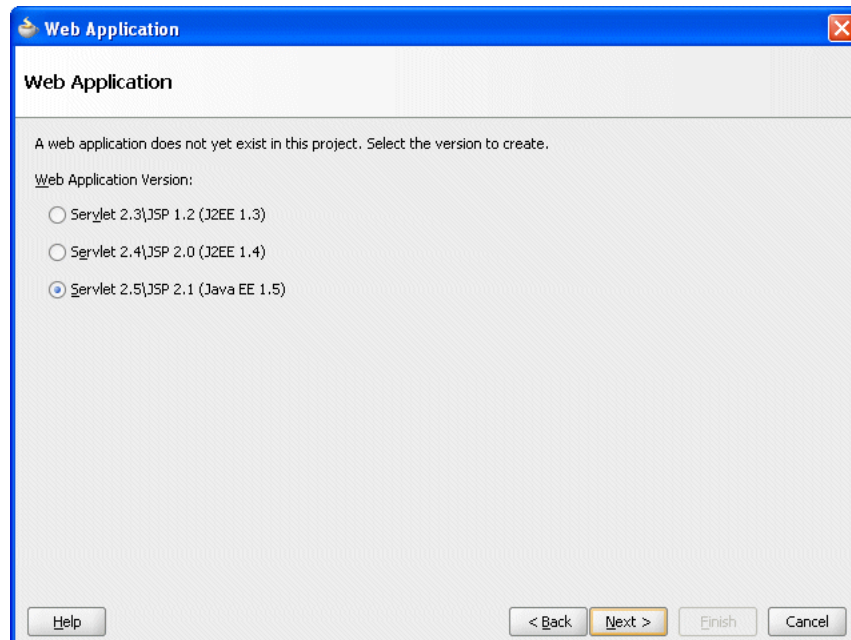 Web Application
Web Application
A web application does not yet exist in this project. Select the version to create.
Web Application Version:
Servlet 2.3\JSP 1.2 (J2EE 1.3)
Servlet 2.4\JSP 2.0 (J2EE 1.4)
Servlet 2.5\JSP 2.1 (Java EE 1.5)
Help < Back Next > Finish Cancel